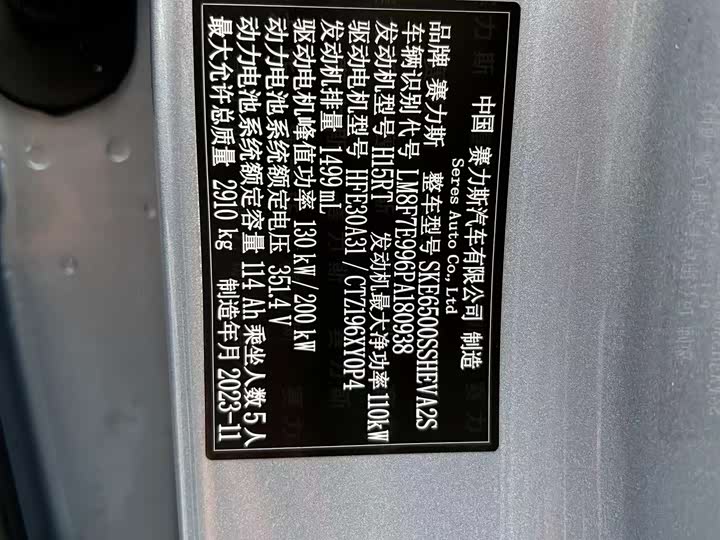 中国 赛力斯汽车有限公司 制造
Seres Auto Co., Ltd
品牌 赛力斯 整车型号 SKE6500SSHEVA2S
车辆识别代号 LM8F7E996PA180938
发动机型号 H15RT 发动机最大净功率 110kW
驱动电机型号 HFE30A31 / CTZ196XY0P4
发动机排量 1499 mL
驱动电机峰值功率 130 kW / 200 kW
动力电池系统额定电压 351.4 V
动力电池系统额定容量 114 Ah 乘坐人数 5 人
最大允许总质量 2910 kg 制造年月 2023-11